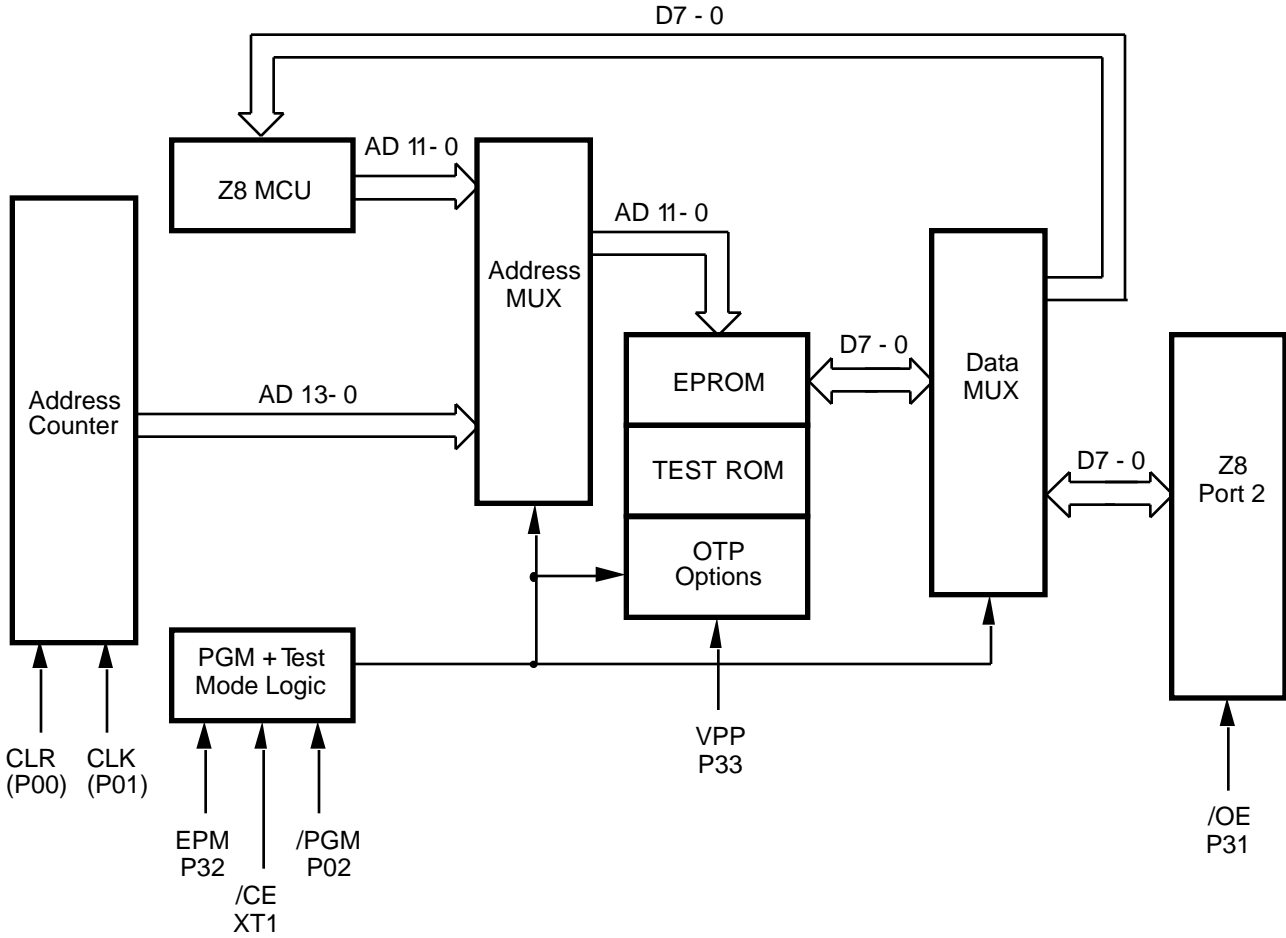 D7 - 0
AD 11- 0
Z8 MCU
AD 11- 0
Address
MUX
Address
Counter
AD 13- 0
EPROM
D7 - 0
Data
MUX
TEST ROM
D7 - 0
Z8
Port 2
OTP
Options
PGM + Test
Mode Logic
CLR
(P00)
CLK
(P01)
VPP
P33
EPM
P32
/PGM
P02
/CE
XT1
/OE
P31